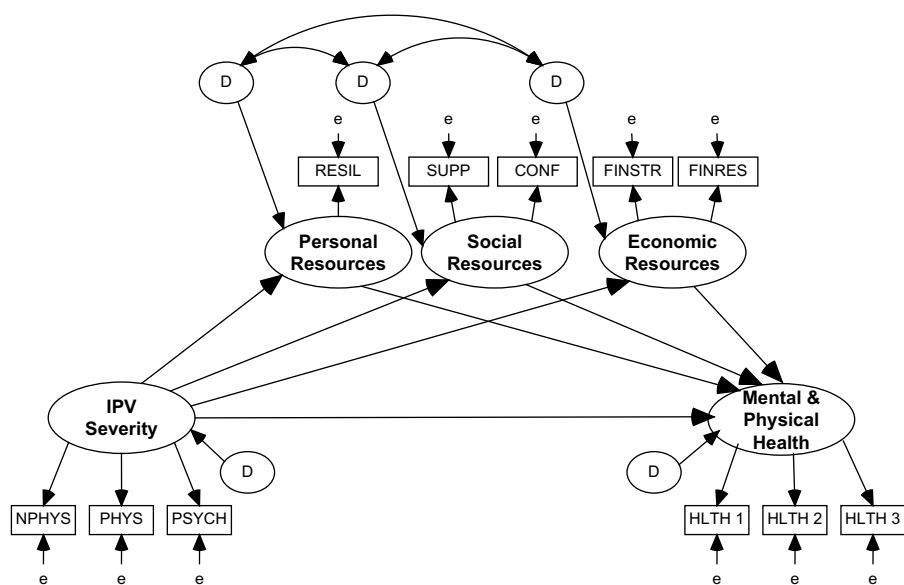 D
D
D
e
e
e
e
e
RESIL
SUPP
CONF
FINSTR
FINRES
Personal
Resources
Social
Resources
Economic
Resources
IPV
Severity
Mental &
Physical
Health
D
D
NPHYS
PHYS
PSYCH
HLTH 1
HLTH 2
HLTH 3
e
e
e
e
e
e